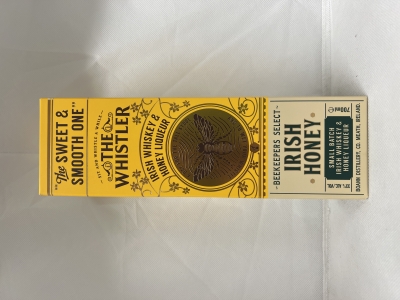 "The SWEET &
SMOOTH ONE"
THE
WHISTLER
IRISH WHISKEY &
HONEY LIQUEUR
-BEEKEEPERS SELECT-
IRISH
HONEY
SMALL BATCH
IRISH WHISKEY &
HONEY LIQUEUR
700ml
33% ALC./VOL.
BOANN DISTILLERY, CO. MEATH, IRELAND.